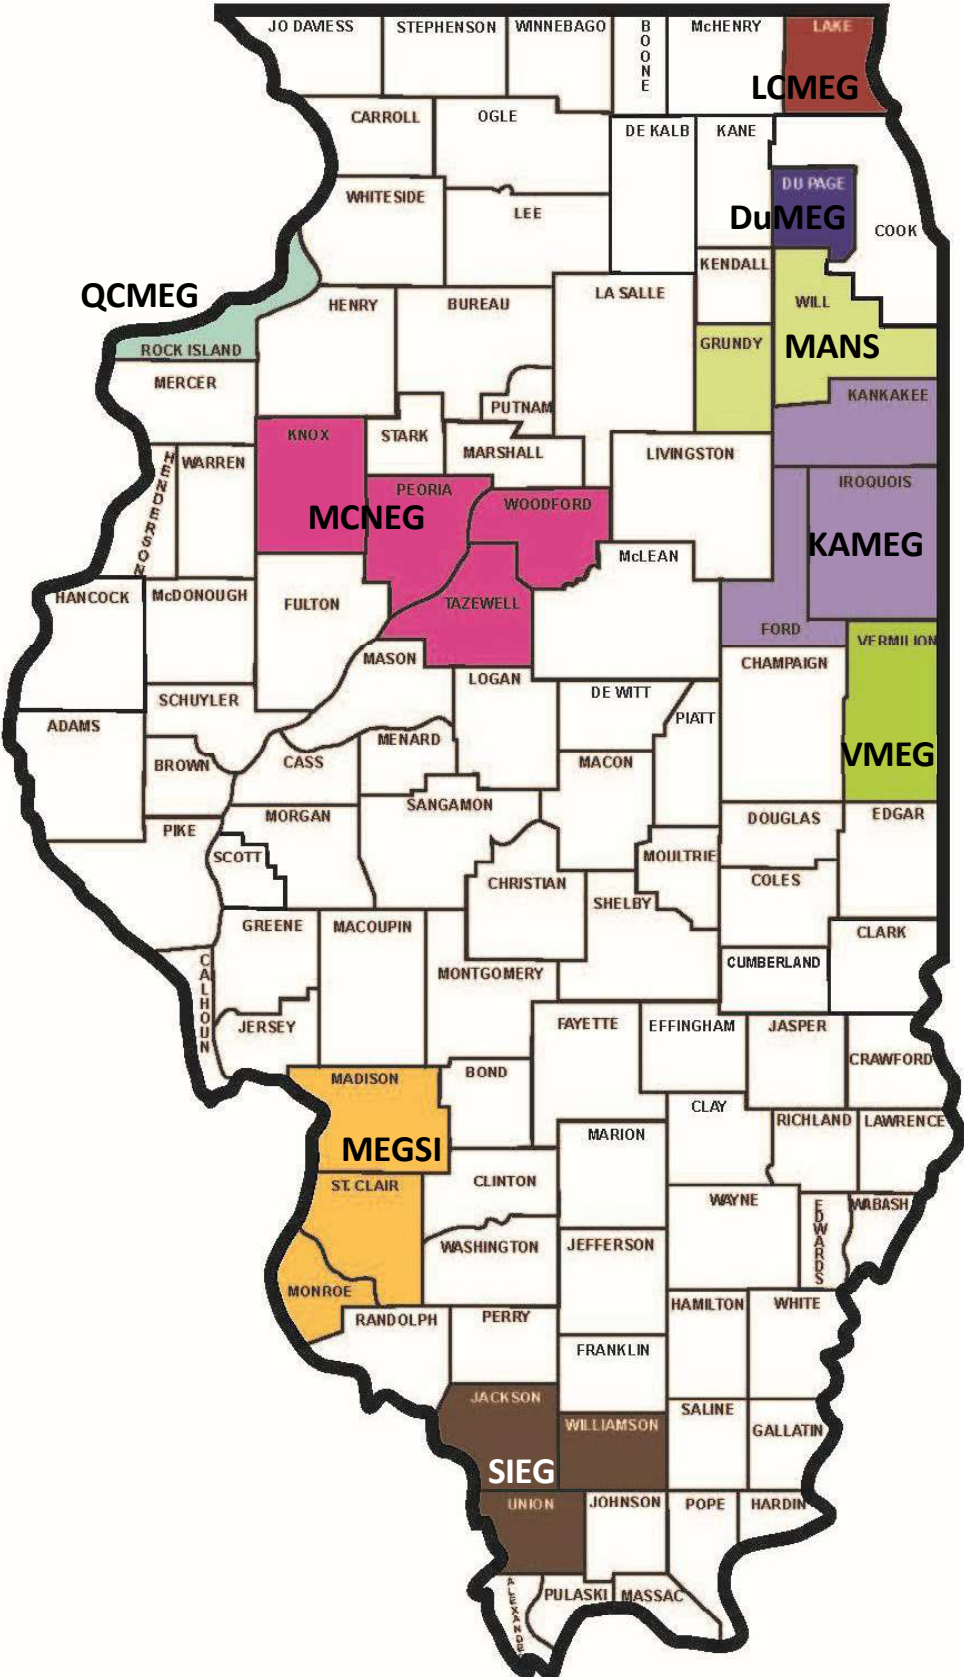 JO DAVIESS
STEPHENSON
WINNEBAGO
BOONE
McHENRY
LAKE
LCMEG
CARROLL
OGLE
DE KALB
KANE
DU PAGE
DuMEG
COOK
WHITESIDE
LEE
KENDALL
QCMEG
ROCK ISLAND
HENRY
BUREAU
LA SALLE
WILL
GRUNDY
MANS
MERCER
PUTNAM
KANKAKEE
KNOX
STARK
MARSHALL
LIVINGSTON
HENDERSON
WARREN
PEORIA
WOODFORD
IROQUOIS
MCNEG
KAMEG
McLEAN
HANCOCK
McDONOUGH
FULTON
TAZEWELL
FORD
VERMILION
MASON
LOGAN
CHAMPAIGN
SCHUYLER
DE WITT
PIATT
ADAMS
BROWN
CASS
MENARD
MACON
VMEG
SANGAMON
MORGAN
DOUGLAS
EDGAR
PIKE
SCOTT
MOULTRIE
CHRISTIAN
COLES
SHELBY
GREENE
MACOUPIN
CLARK
CALHOUN
MONTGOMERY
CUMBERLAND
JERSEY
FAYETTE
EFFINGHAM
JASPER
CRAWFORD
MADISON
BOND
CLAY
RICHLAND
LAWRENCE
MEGSI
MARION
ST. CLAIR
CLINTON
WAYNE
EDWARDS
WABASH
WASHINGTON
JEFFERSON
MONROE
RANDOLPH
PERRY
HAMILTON
WHITE
FRANKLIN
JACKSON
WILLIAMSON
SALINE
GALLATIN
SIEG
UNION
JOHNSON
POPE
HARDIN
ALEXANDE
PULASKI
MASSAC